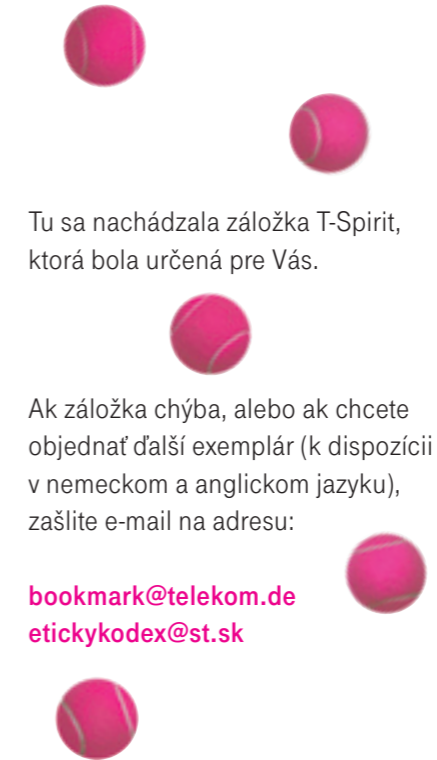 Tu sa nachádzala záložka T-Spirit,
ktorá bola určená pre Vás.
Ak záložka chýba, alebo ak chcete
objednať ďalší exemplár (k dispozícii
v nemeckom a anglickom jazyku),
zašlite e-mail na adresu:
bookmark@telekom.de
etickykodex@st.sk